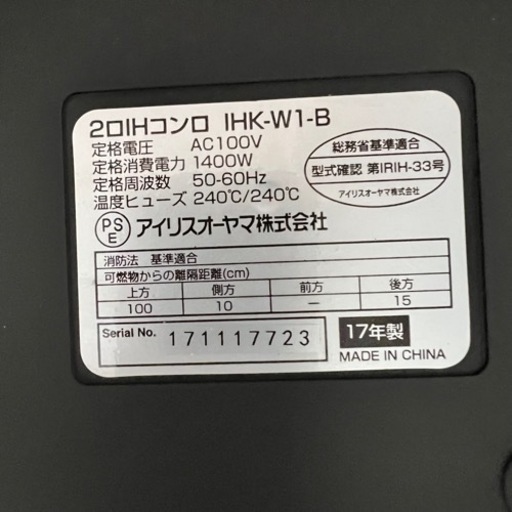 2口IHコンロ IHK-W1-B
定格電圧 AC100V
定格消費電力 1400W
定格周波数 50-60Hz
温度ヒューズ 240℃/240℃
総務省基準適合
型式確認 第IRIH-33号
アイリスオーヤマ株式会社
PSE アイリスオーヤマ株式会社
消防法 基準適合
可燃物からの離隔距離(cm)
上方 側方 前方 後方
100 10 — 15
Serial No. 171117723
17年製
MADE IN CHINA